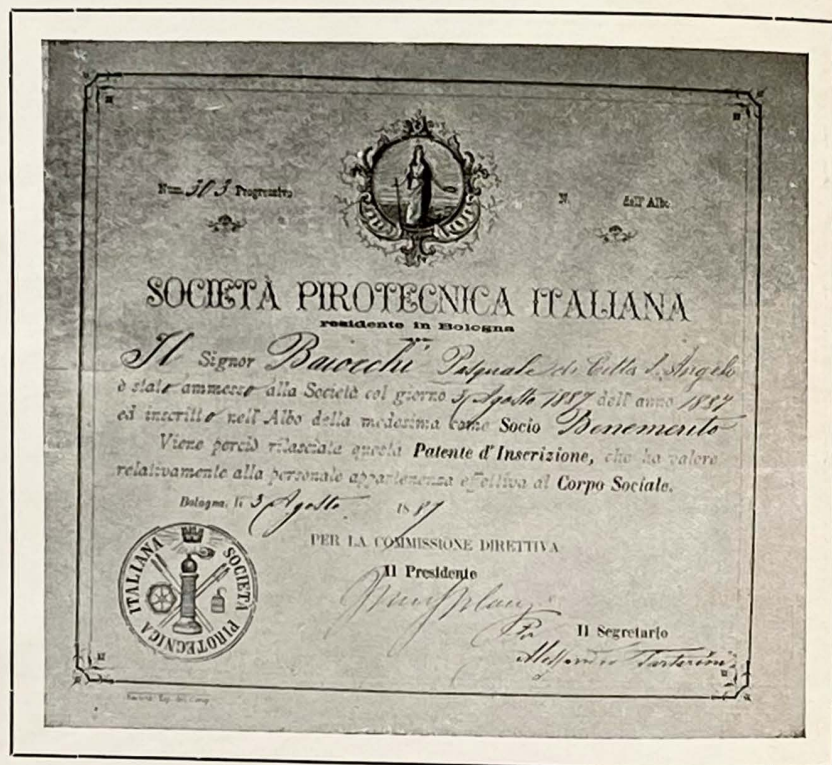 Num. 303 Progressivo
N. dell'Albo
SOCIETÀ PIROTECNICA ITALIANA
residente in Bologna
Il Signor Baiocchi Pasquale di Città S. Angelo
è stato ammesso alla Società col giorno 3 Agosto 1887 dell'anno 1887
ed inscritto nell'Albo della medesima come Socio Benemerito
Viene perciò rilasciata questa Patente d'Inscrizione, che ha valore
relativamente alla personale appartenenza effettiva al Corpo Sociale.
Bologna, li 3 Agosto 1887
PER LA COMMISSIONE DIRETTIVA
Il Presidente
Il Segretario
Alessandro
SOCIETÀ PIROTECNICA ITALIANA